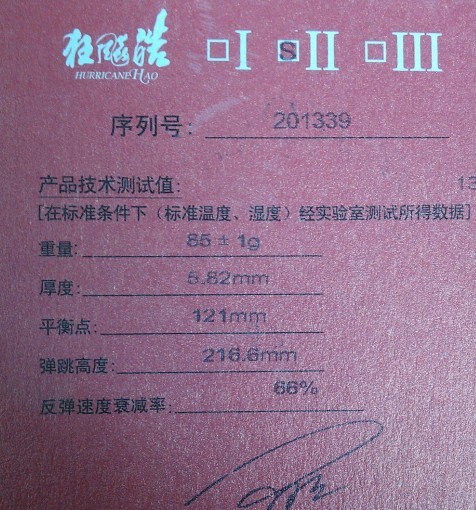 狂飚皓 □I S II □III
HURRICANE HAO
序列号: 201339
产品技术测试值: 13
[在标准条件下（标准温度、湿度）经实验室测试所得数据]
重量: 85 ± 1g
厚度: 5.82mm
平衡点: 121mm
弹跳高度: 216.6mm
反弹速度衰减率: 66%